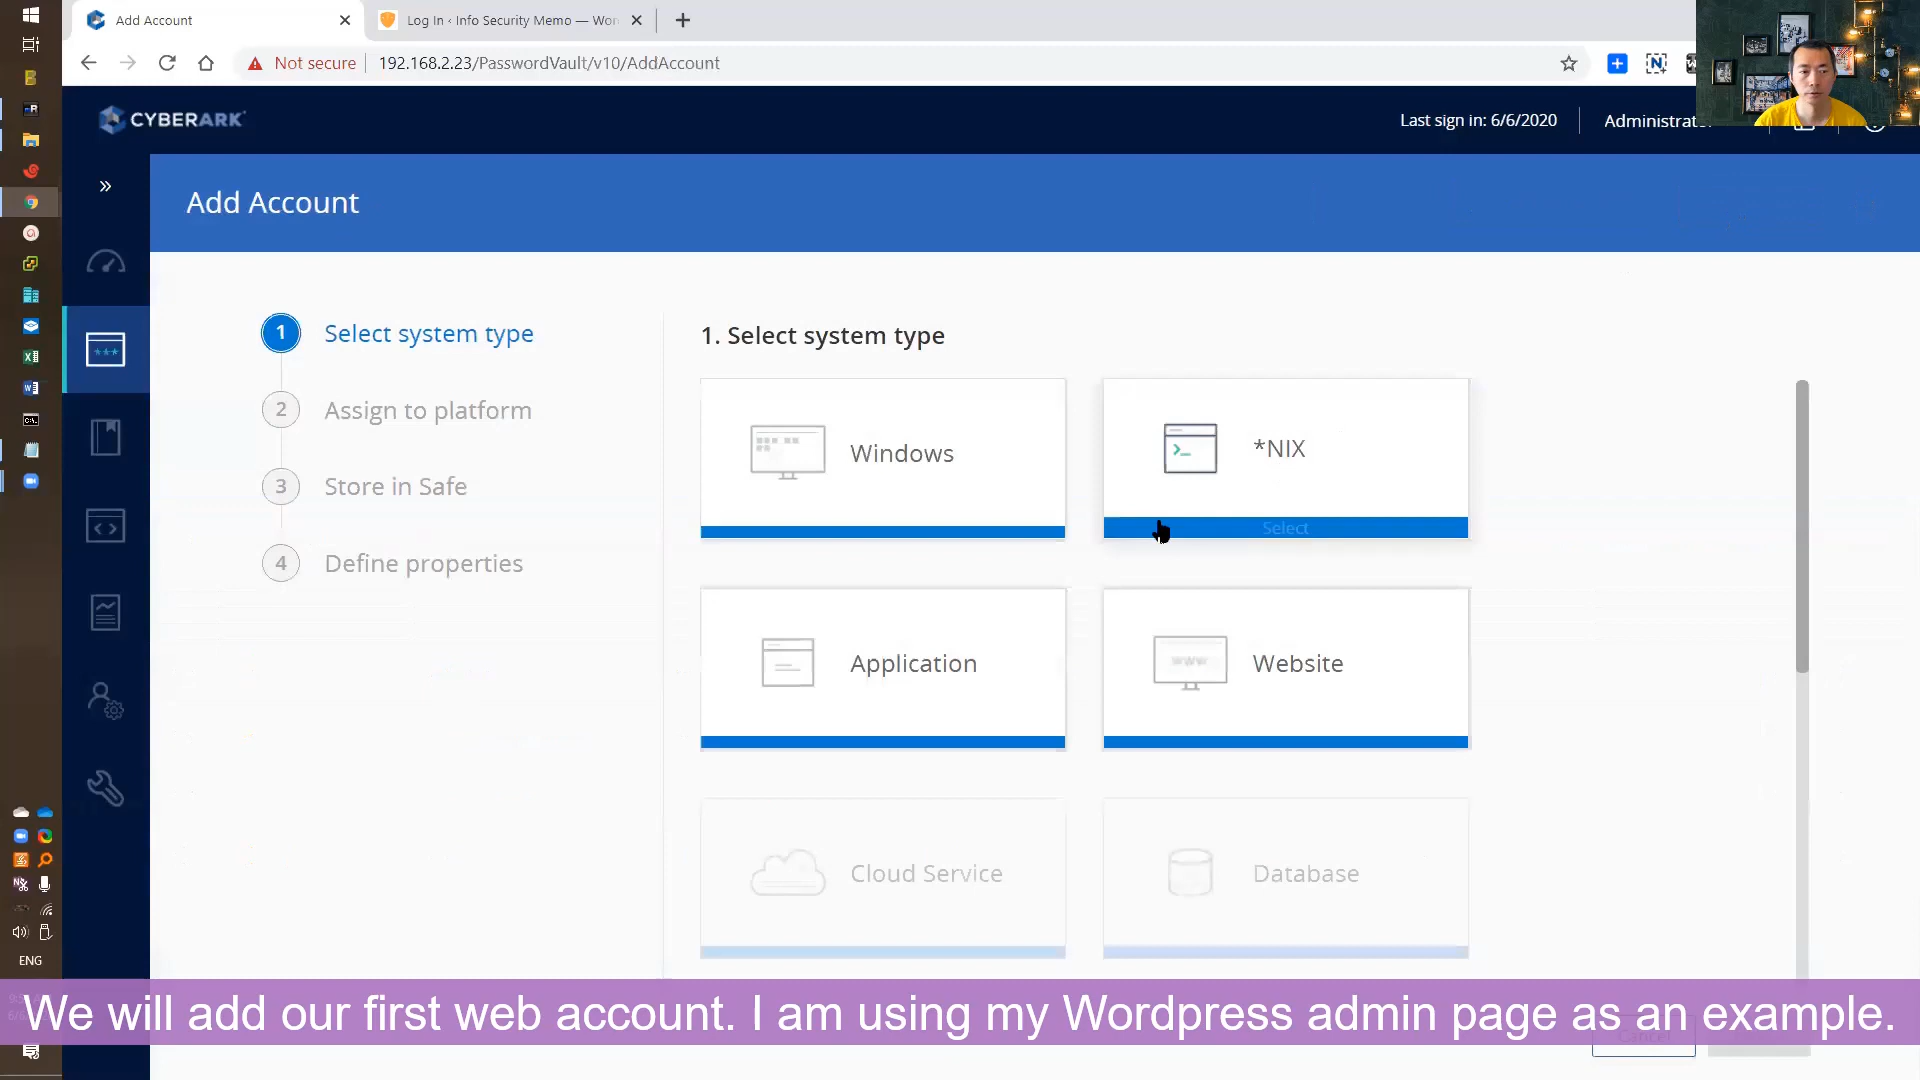 Add Account
Log In ‹ Info Security Memo — Wor
Not secure
192.168.2.23/PasswordVault/v10/AddAccount
CYBERARK
Last sign in: 6/6/2020
Administrato
Add Account
1 Select system type
2 Assign to platform
3 Store in Safe
4 Define properties
1. Select system type
Windows
*NIX
Select
Application
www
Website
Cloud Service
Database
ENG
We will add our first web account. I am using my Wordpress admin page as an example.
Cancel